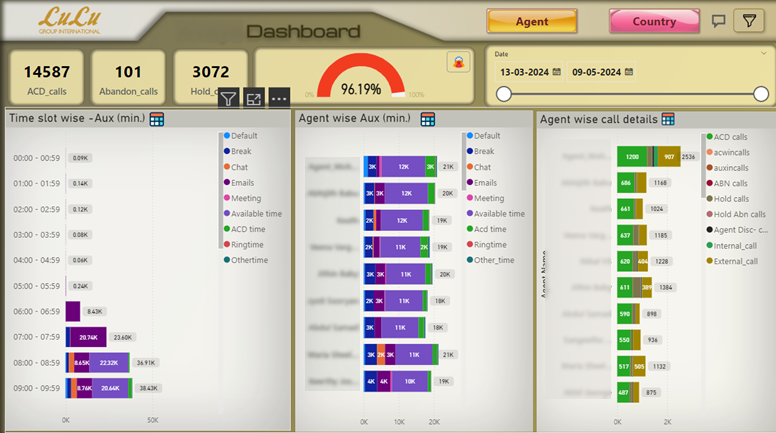 LuLu
GROUP INTERNATIONAL
Dashboard
Agent
Country
14587
ACD_calls
101
Abandon_calls
3072
Hold_c
0%
96.19%
100%
Date
13-03-2024
09-05-2024
Time slot wise -Aux (min.)
Default
Break
Chat
Emails
Meeting
Available time
ACD time
Ringtime
Othertime
00:00 - 00:59 0.09K
01:00 - 01:59 0.14K
02:00 - 02:59 0.12K
03:00 - 03:59 0.08K
04:00 - 04:59 0.06K
05:00 - 05:59 0.24K
06:00 - 06:59 8.43K
07:00 - 07:59 20.74K 23.60K
08:00 - 08:59 8.65K 22.32K 36.91K
09:00 - 09:59 8.76K 20.64K 38.43K
0K 50K
Agent wise Aux (min.)
Default
Break
Chat
Emails
Meeting
Available time
Acd time
Ringtime
Other_time
3K 3K 12K 3K 21K
3K 3K 12K 20K
2K 3K 12K 19K
2K 3K 11K 2K 19K
3K 3K 11K 20K
2K 3K 11K 18K
3K 11K 18K
3K 2K 3K 11K 21K
4K 4K 10K 19K
0K 10K 20K
Agent wise call details
ACD calls
acwincalls
auxincalls
ABN calls
Hold calls
Hold Abn calls
Agent Disc- c...
Internal_call
External_call
Agent Name
1200 907 2536
686 1168
661 1024
637 1185
620 404 1228
611 389 1384
590 898
550 936
517 505 1132
487 875
0K 2K